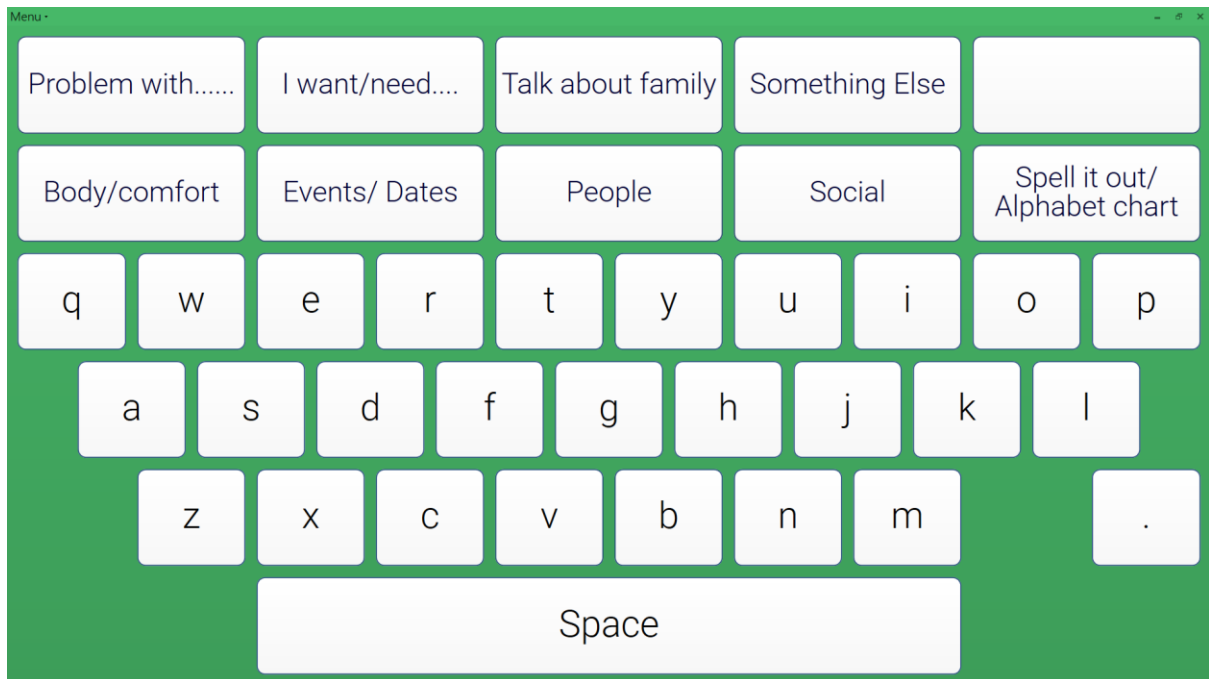 Menu
Problem with...... I want/need.... Talk about family Something Else
Body/comfort Events/ Dates People Social Spell it out/
Alphabet chart
q w e r t y u i o p
a s d f g h j k l
z x c v b n m .
Space